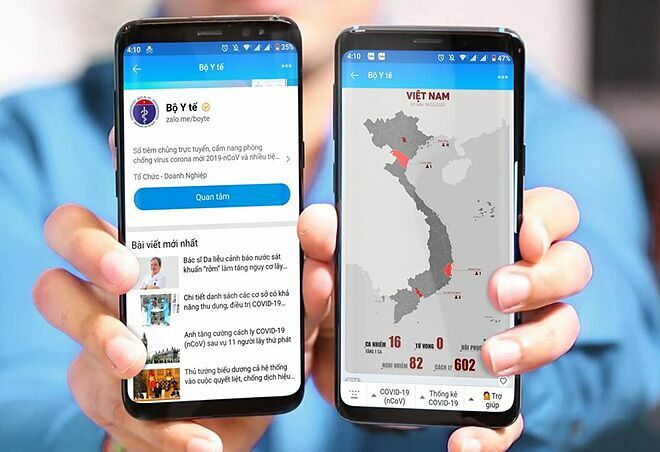 4:10
35%
Bộ Y tế
Bộ Y tế
zalo.me/boyte
Sổ tiêm chủng trực tuyến, cẩm nang phòng
chống virus corona mới 2019-nCoV và nhiều tiệ...
Tổ Chức - Doanh Nghiệp
Quan tâm
Bài viết mới nhất
Bác sĩ Da liễu cảnh báo nước sát
khuẩn “rởm” làm tăng nguy cơ lây...
Chi tiết danh sách các cơ sở có khả
năng thu dung, điều trị COVID-19...
Anh tăng cường cách ly COVID-19
(nCoV) sau vụ 11 người lây thứ phát
Thủ tướng biểu dương cả hệ thống
vào cuộc quyết liệt, chống dịch hiệu...
4:10
47%
Bộ Y tế
VIỆT NAM
CA NHIỄM 16
TĂNG 1 CA
TỬ VONG 0
HỒI PHỤC
NGHI NHIỄM 82
CÁCH LY 602
COVID-19
(nCoV)
Thống kê
COVID-19
Trợ
giúp